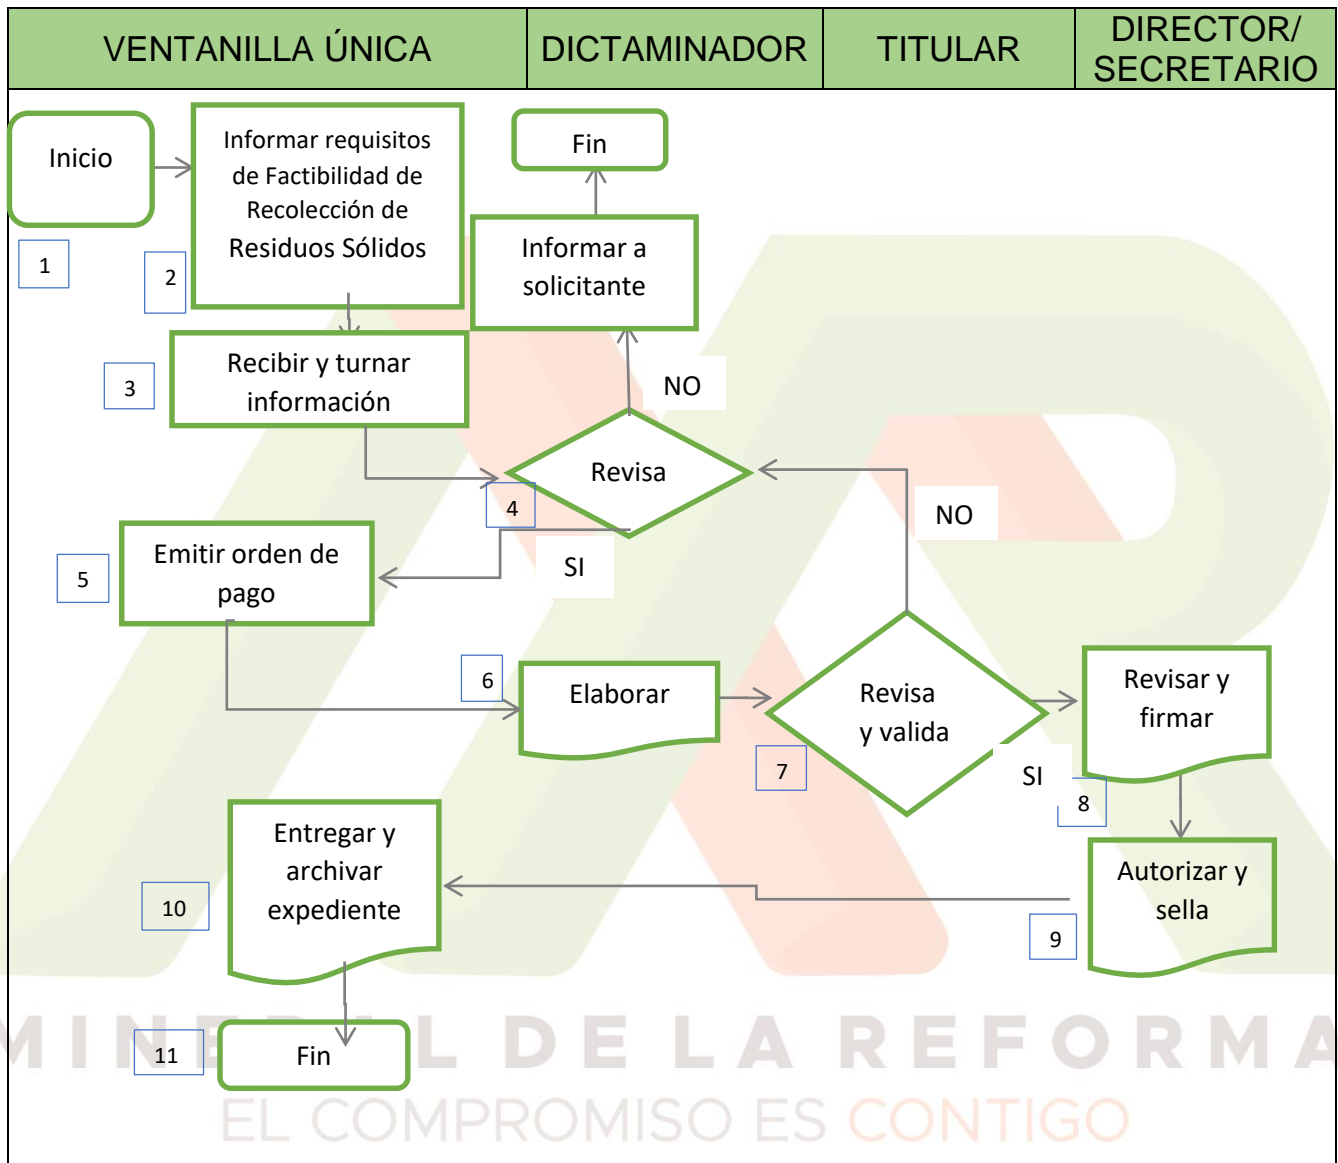 VENTANILLA ÚNICA
DICTAMINADOR
TITULAR
DIRECTOR/
SECRETARIO
Inicio
1
Informar requisitos
de Factibilidad de
Recolección de
Residuos Sólidos
2
Fin
Informar a
solicitante
Recibir y turnar
información
3
NO
Revisa
4
NO
SI
Emitir orden de
pago
5
6
Elaborar
Revisa
y valida
7
SI
Revisar y
firmar
8
Entregar y
archivar
expediente
10
Autorizar y
sella
9
11
Fin
MINERAL DE LA REFORMA
EL COMPROMISO ES CONTIGO